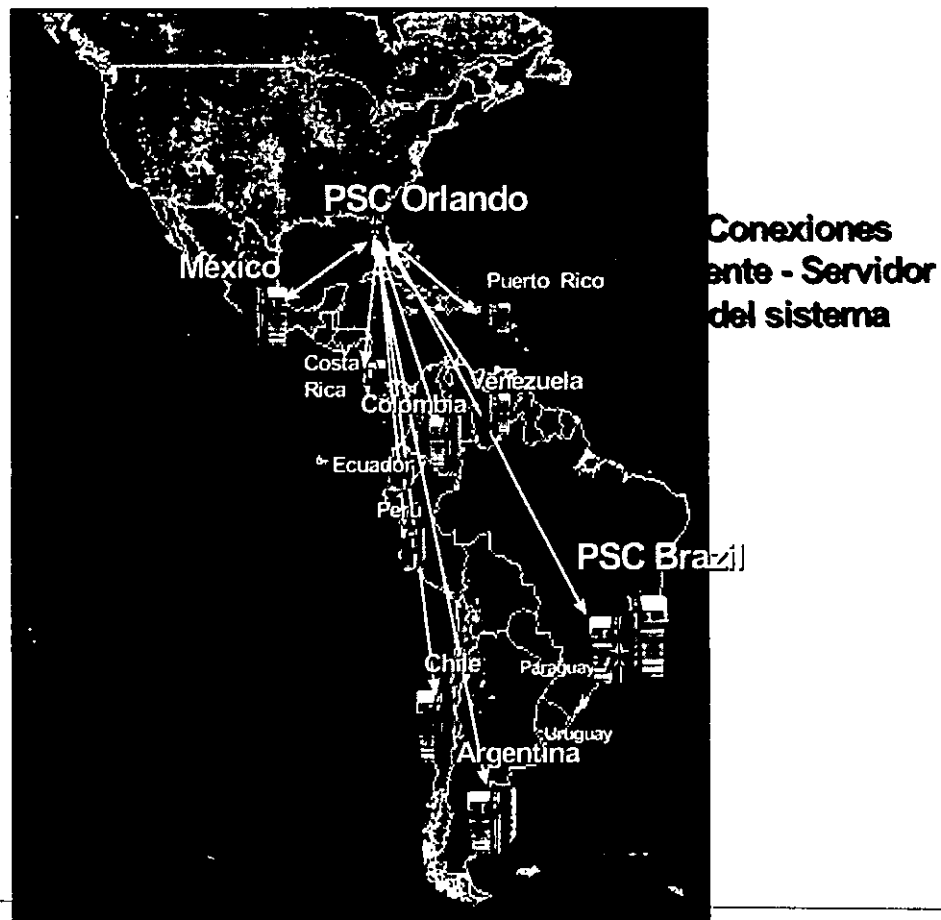 PSC Orlando
Conexiones
ente - Servidor
del sistema
México
Puerto Rico
Costa
Rica
Venezuela
Colombia
Ecuador
Perú
PSC Brazil
Chile
Paraguay
Uruguay
Argentina